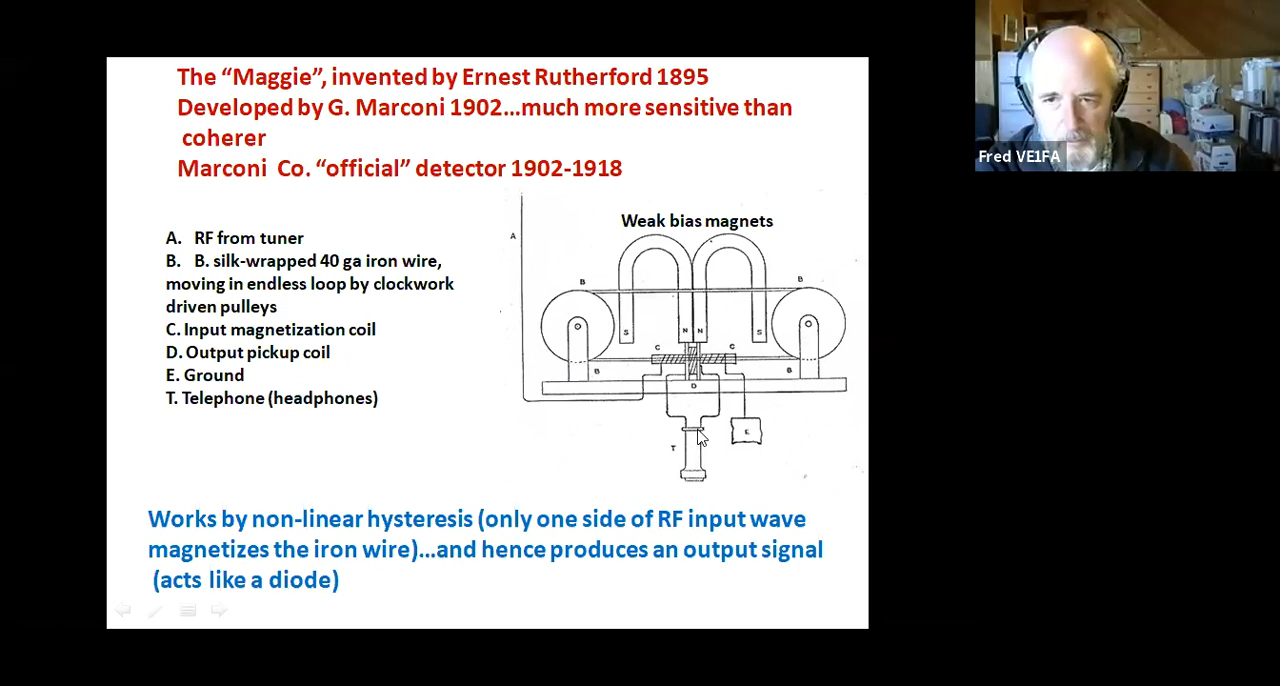 The “Maggie”, invented by Ernest Rutherford 1895
Developed by G. Marconi 1902...much more sensitive than
coherer
Marconi Co. “official” detector 1902-1918
Fred VE1FA
Weak bias magnets
A. RF from tuner
B. B. silk-wrapped 40 ga iron wire,
moving in endless loop by clockwork
driven pulleys
C. Input magnetization coil
D. Output pickup coil
E. Ground
T. Telephone (headphones)
A
B
B
S
N
N
S
C
C
B
B
D
E
T
Works by non-linear hysteresis (only one side of RF input wave
magnetizes the iron wire)...and hence produces an output signal
(acts like a diode)